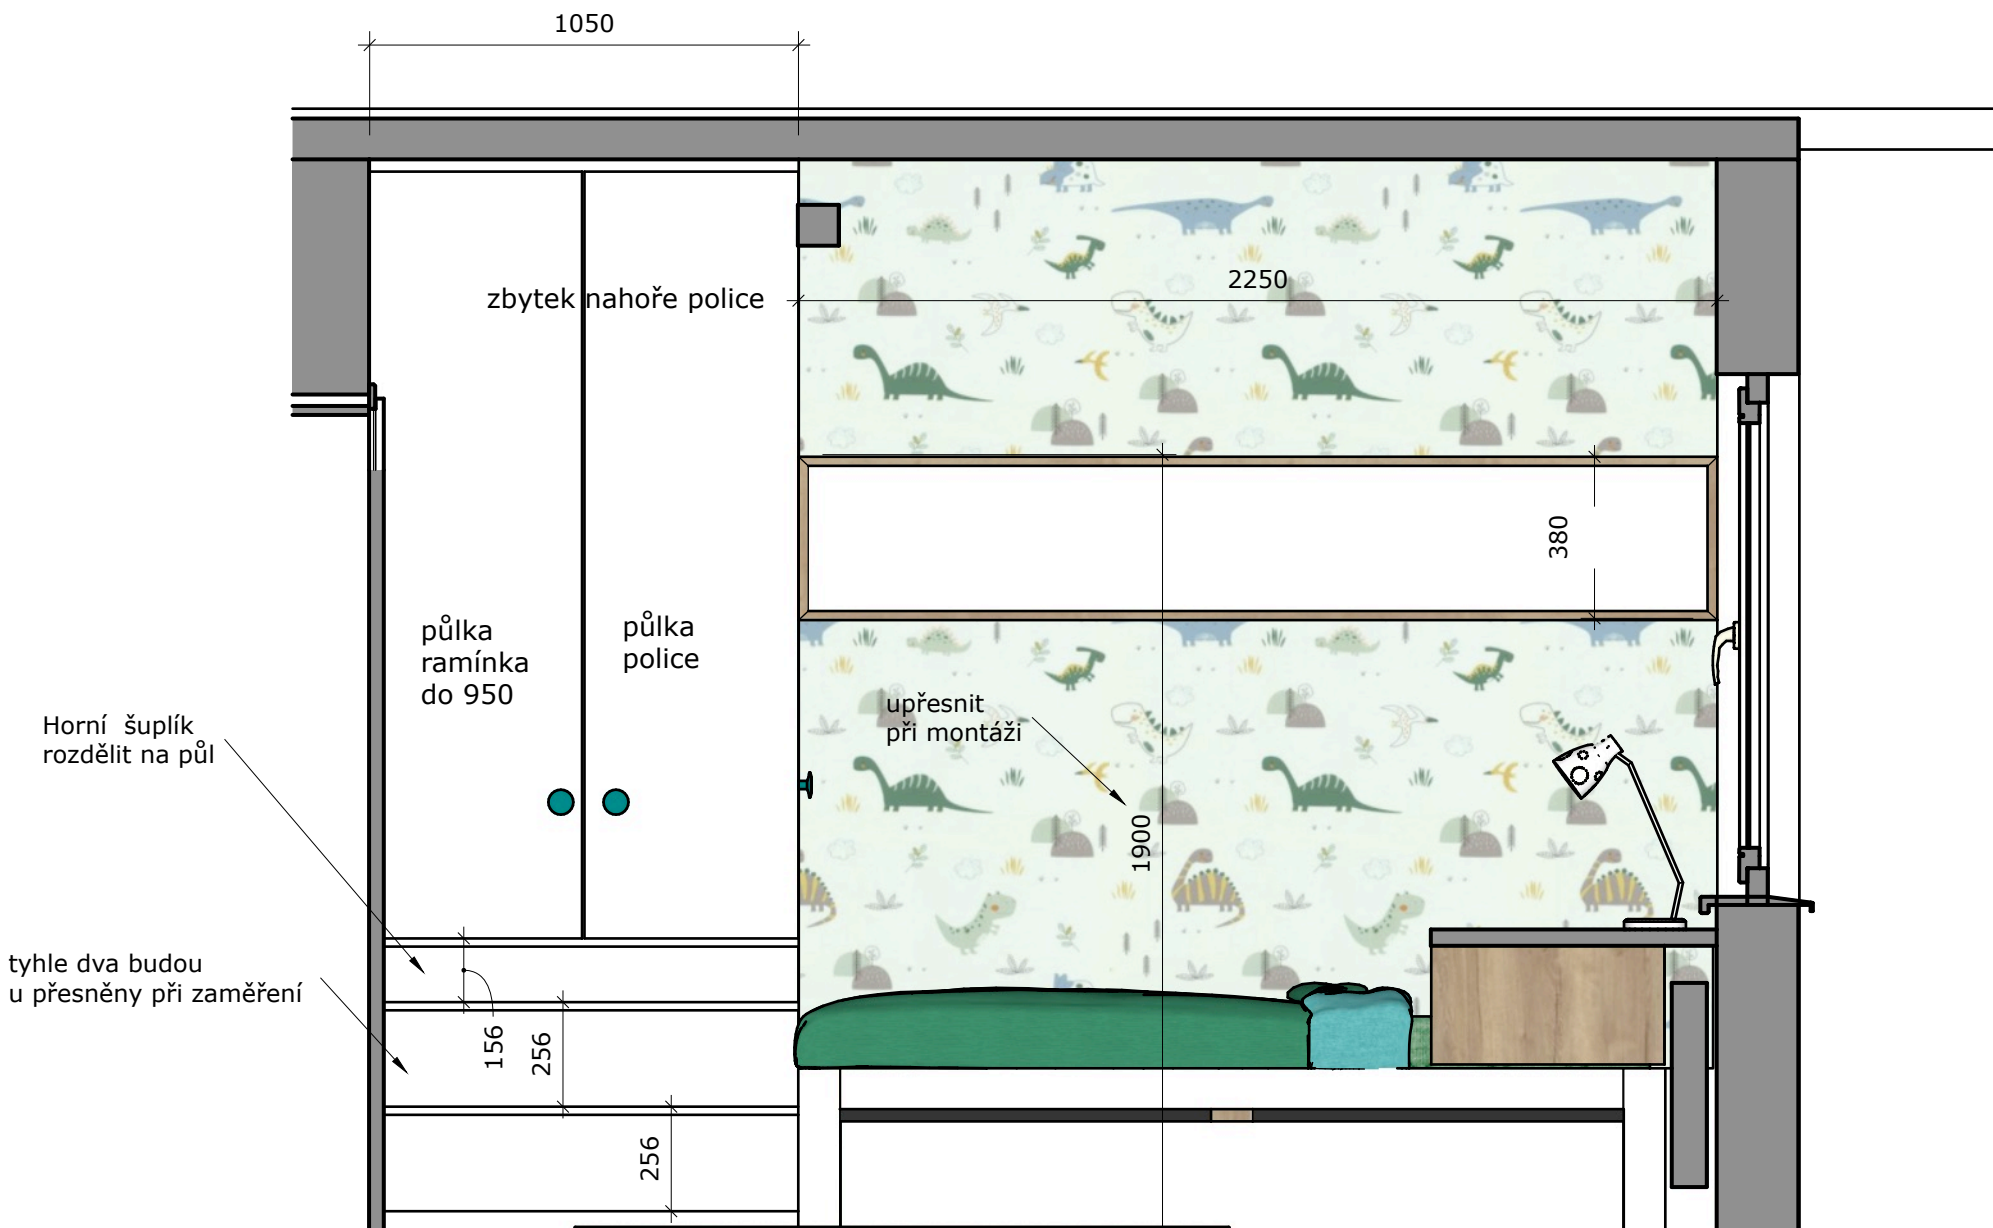 1050
zbytek nahoře police
2250
380
půlka
ramínka
do 950
půlka
police
upřesnit
při montáži
Horní šuplík
rozdělit na půl
1900
tyhle dva budou
u přesněny při zaměření
156
256
256